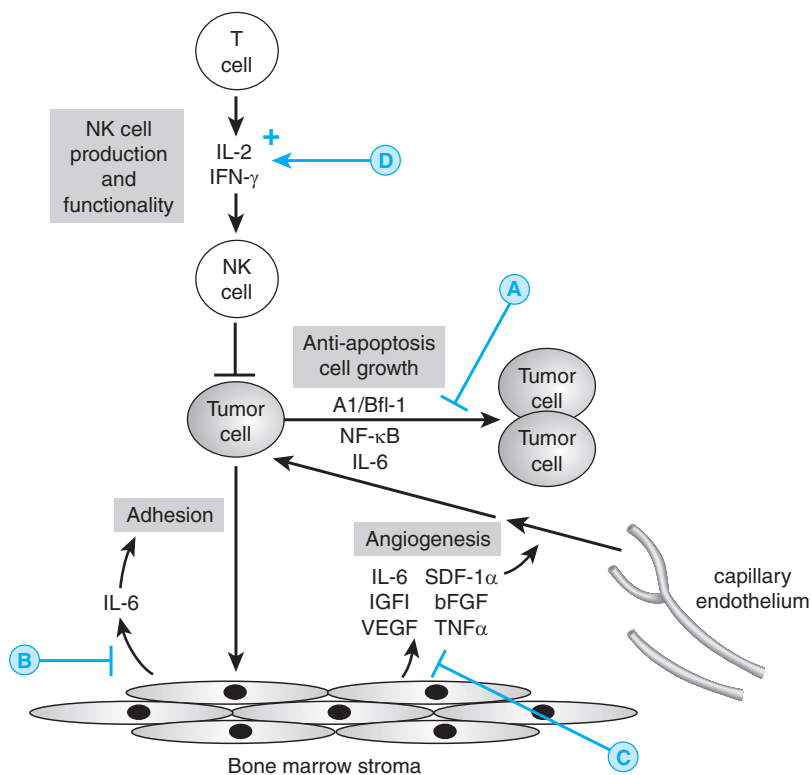 T
cell
NK cell
production
and
functionality
+
IL-2
IFN-γ
D
NK
cell
A
Anti-apoptosis
cell growth
Tumor
cell
A1/Bfl-1
NF-κB
IL-6
Tumor
cell
Tumor
cell
Adhesion
Angiogenesis
IL-6 SDF-1α
IGFI bFGF
VEGF TNFα
capillary
endothelium
IL-6
B
C
Bone marrow stroma